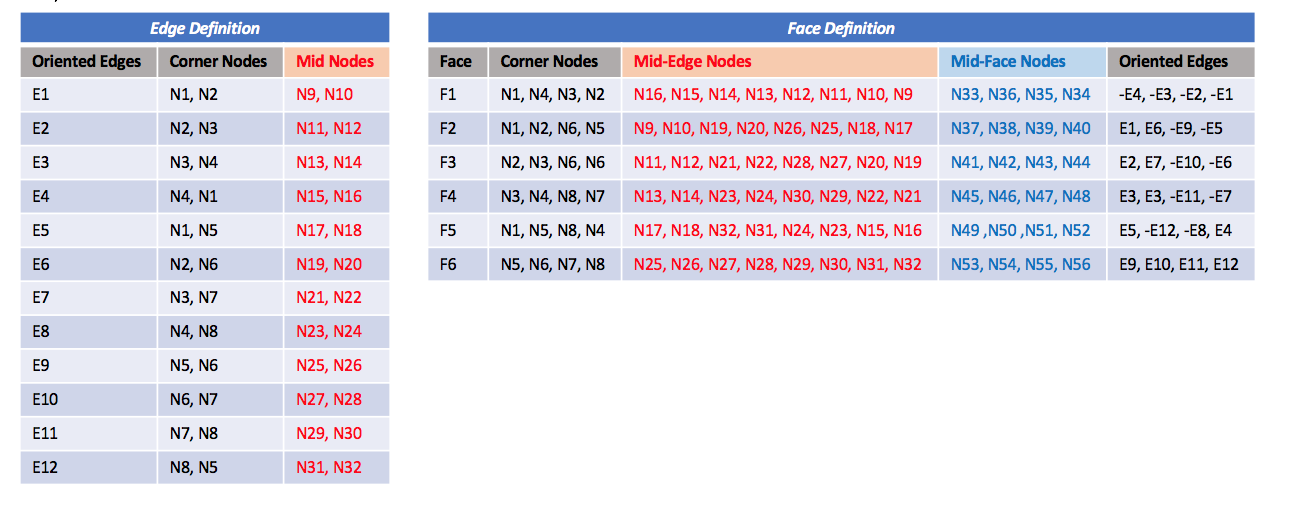 Edge Definition
Oriented Edges Corner Nodes Mid Nodes
E1 N1, N2 N9, N10
E2 N2, N3 N11, N12
E3 N3, N4 N13, N14
E4 N4, N1 N15, N16
E5 N1, N5 N17, N18
E6 N2, N6 N19, N20
E7 N3, N7 N21, N22
E8 N4, N8 N23, N24
E9 N5, N6 N25, N26
E10 N6, N7 N27, N28
E11 N7, N8 N29, N30
E12 N8, N5 N31, N32
Face Definition
Face Corner Nodes Mid-Edge Nodes Mid-Face Nodes Oriented Edges
F1 N1, N4, N3, N2 N16, N15, N14, N13, N12, N11, N10, N9 N33, N36, N35, N34 -E4, -E3, -E2, -E1
F2 N1, N2, N6, N5 N9, N10, N19, N20, N26, N25, N18, N17 N37, N38, N39, N40 E1, E6, -E9, -E5
F3 N2, N3, N6, N6 N11, N12, N21, N22, N28, N27, N20, N19 N41, N42, N43, N44 E2, E7, -E10, -E6
F4 N3, N4, N8, N7 N13, N14, N23, N24, N30, N29, N22, N21 N45, N46, N47, N48 E3, E3, -E11, -E7
F5 N1, N5, N8, N4 N17, N18, N32, N31, N24, N23, N15, N16 N49 ,N50 ,N51, N52 E5, -E12, -E8, E4
F6 N5, N6, N7, N8 N25, N26, N27, N28, N29, N30, N31, N32 N53, N54, N55, N56 E9, E10, E11, E12